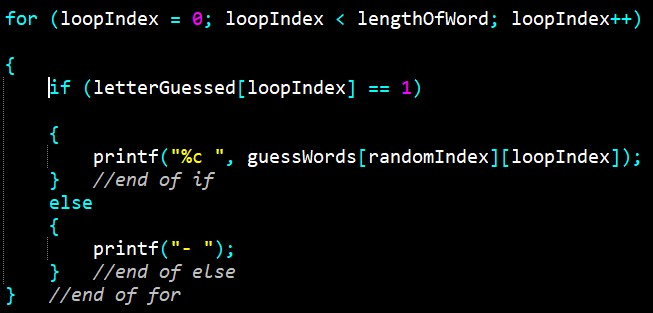 for (loopIndex = 0; loopIndex < lengthOfWord; loopIndex++)
{
if (letterGuessed[loopIndex] == 1)
{
printf("%c ", guessWords[randomIndex][loopIndex]);
} //end of if
else
{
printf("- ");
} //end of else
} //end of for